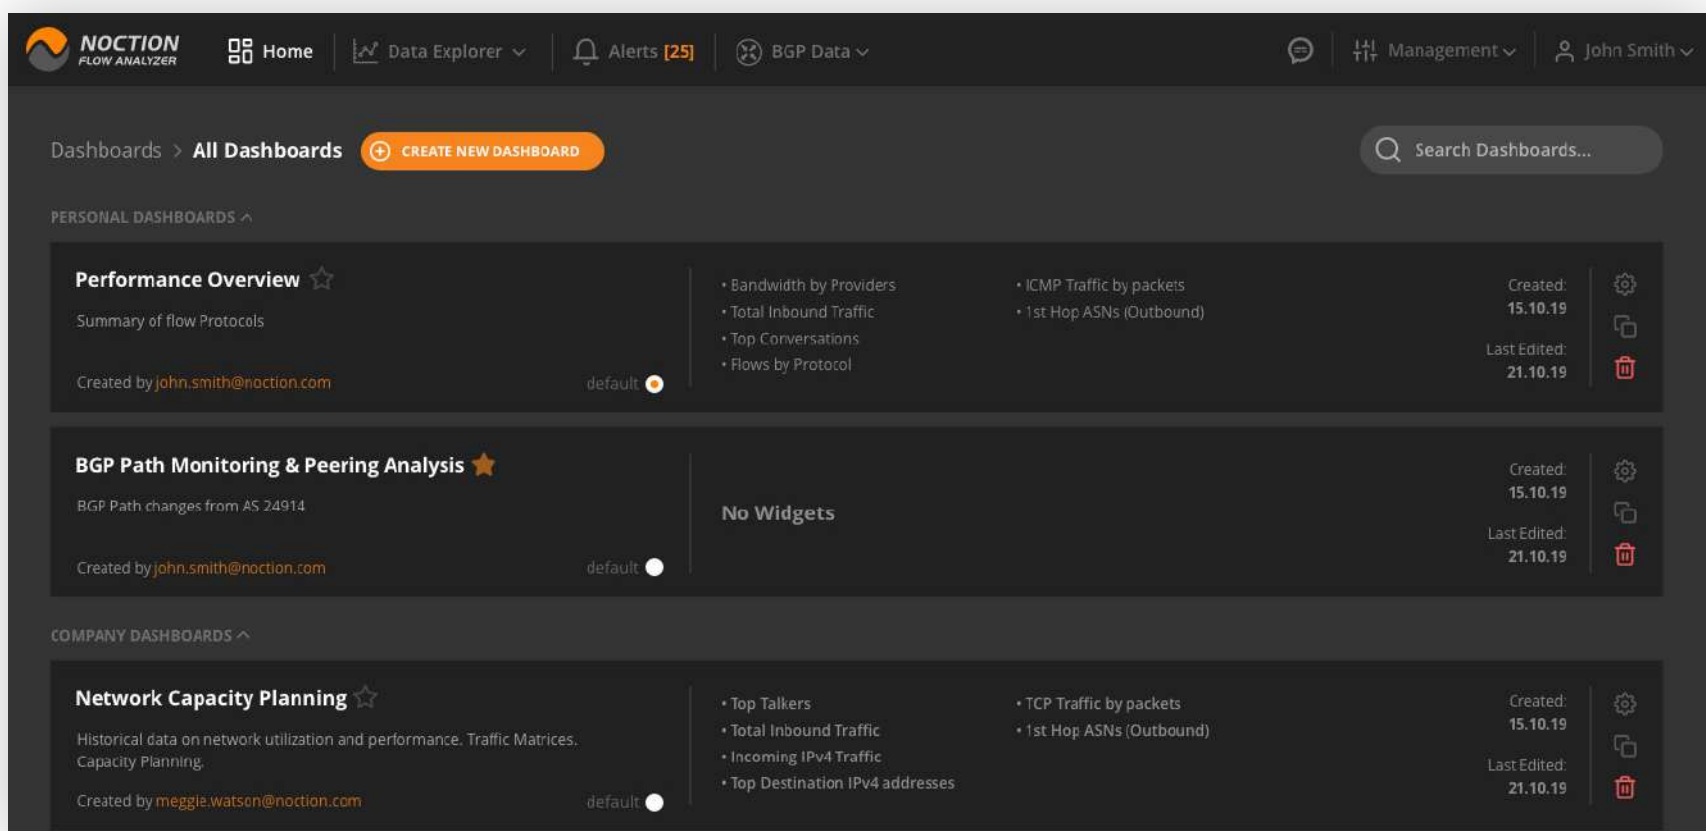 NOCTION
FLOW ANALYZER
Home
Data Explorer
Alerts [25]
BGP Data
Management
John Smith
Dashboards > All Dashboards
CREATE NEW DASHBOARD
Search Dashboards...
PERSONAL DASHBOARDS
Performance Overview
Summary of flow Protocols
Created by john.smith@noction.com
default
• Bandwidth by Providers
• Total Inbound Traffic
• Top Conversations
• Flows by Protocol
• ICMP Traffic by packets
• 1st Hop ASNs (Outbound)
Created:
15.10.19
Last Edited:
21.10.19
BGP Path Monitoring & Peering Analysis
BGP Path changes from AS 24914
Created by john.smith@noction.com
default
No Widgets
Created:
15.10.19
Last Edited:
21.10.19
COMPANY DASHBOARDS
Network Capacity Planning
Historical data on network utilization and performance. Traffic Matrices.
Capacity Planning.
Created by meggie.watson@noction.com
default
• Top Talkers
• Total Inbound Traffic
• Incoming IPv4 Traffic
• Top Destination IPv4 addresses
• TCP Traffic by packets
• 1st Hop ASNs (Outbound)
Created:
15.10.19
Last Edited:
21.10.19